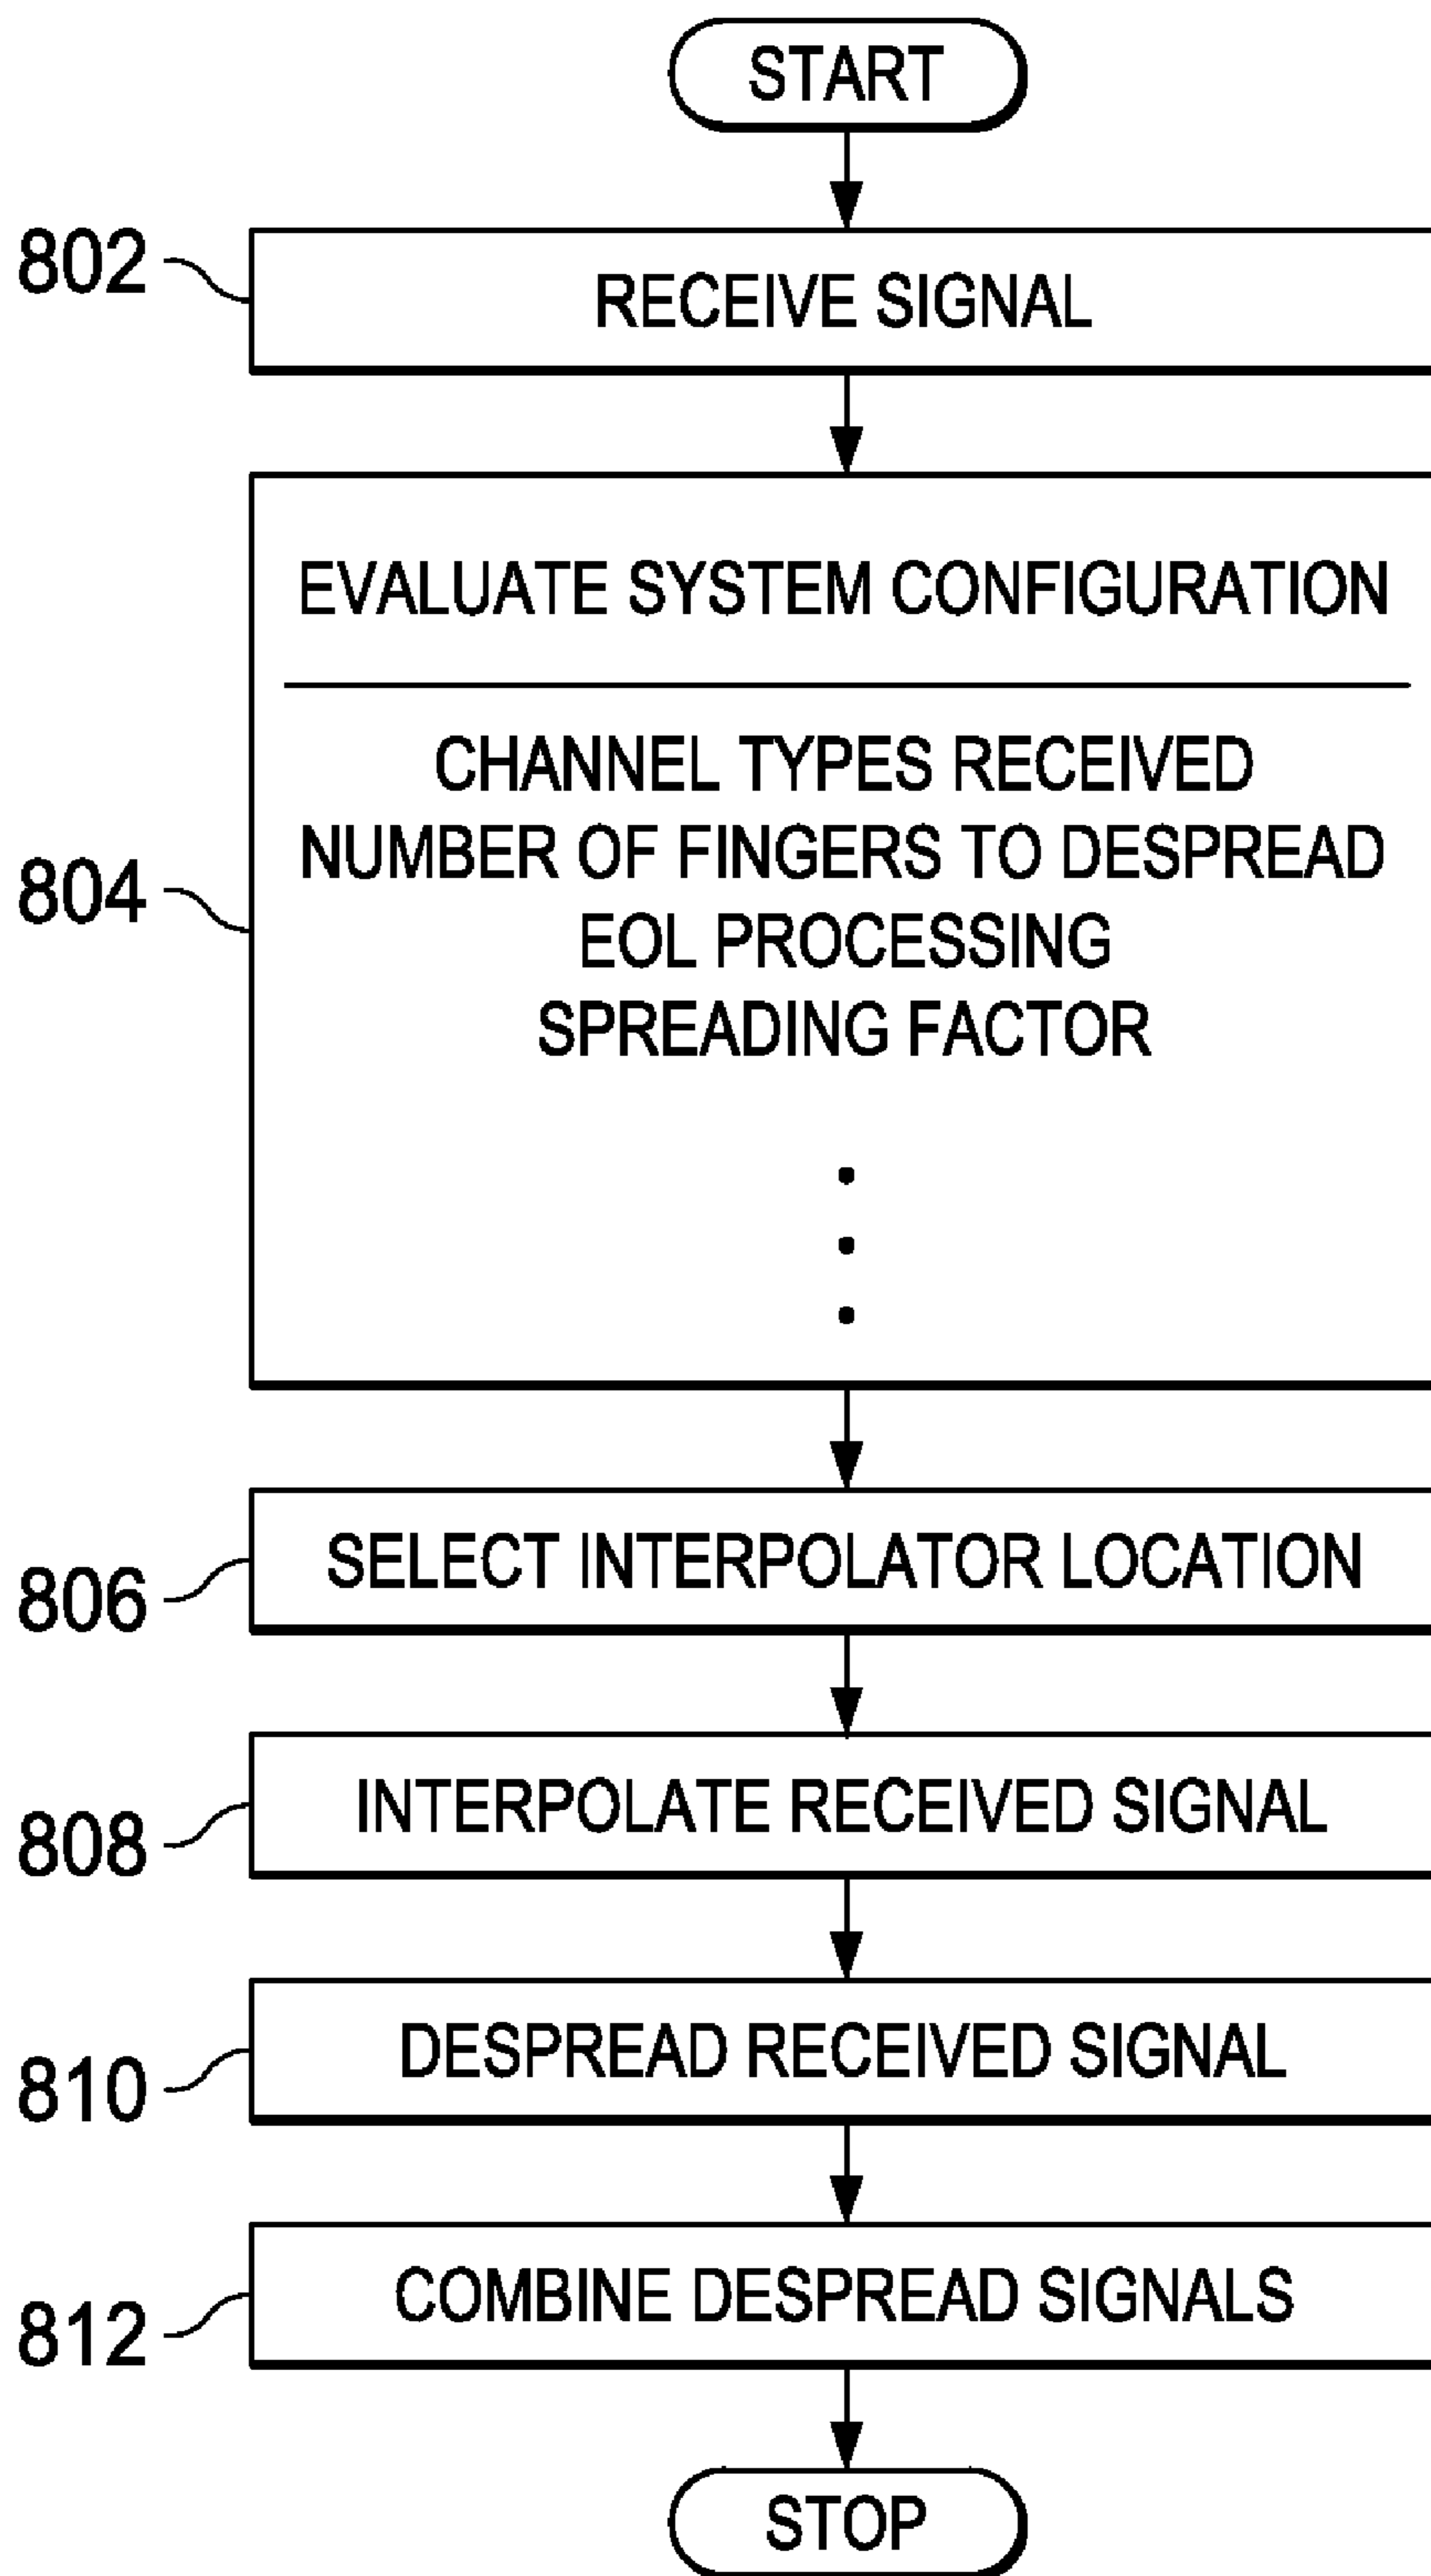 START
802
RECEIVE SIGNAL
804
EVALUATE SYSTEM CONFIGURATION
CHANNEL TYPES RECEIVED
NUMBER OF FINGERS TO DESPREAD
EOL PROCESSING
SPREADING FACTOR
806
SELECT INTERPOLATOR LOCATION
808
INTERPOLATE RECEIVED SIGNAL
810
DESPREAD RECEIVED SIGNAL
812
COMBINE DESPREAD SIGNALS
STOP